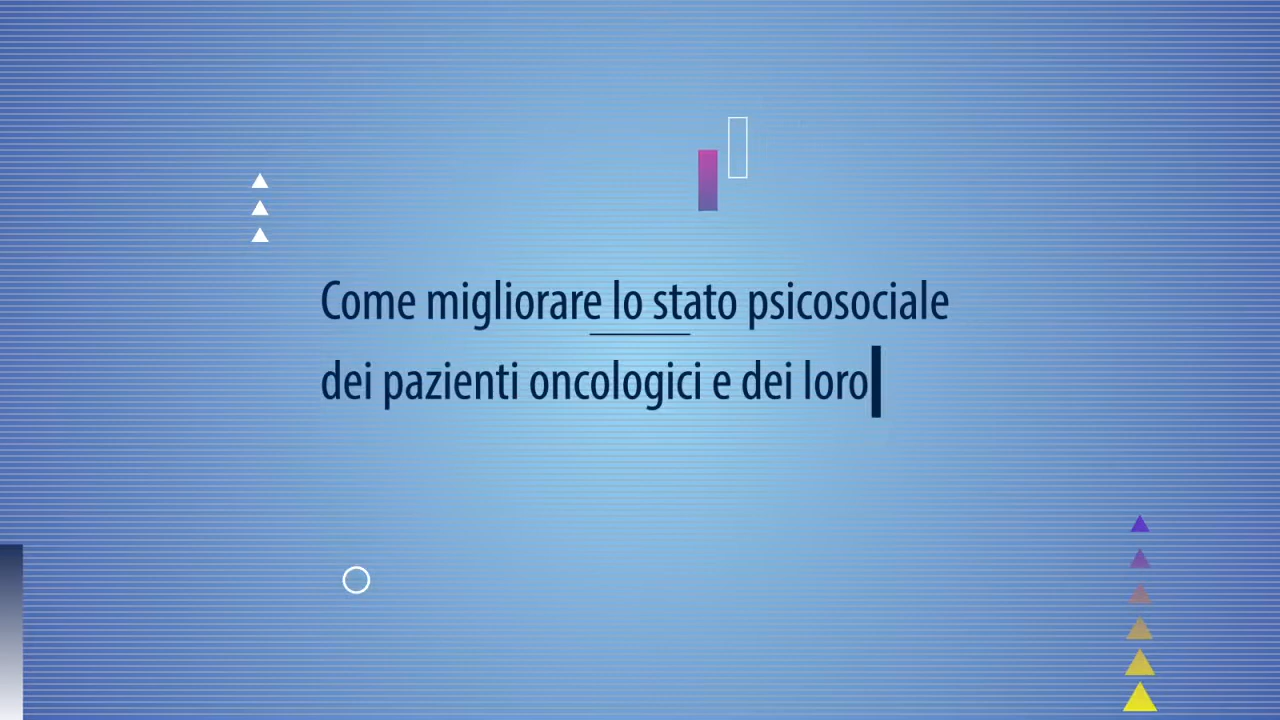 Come migliorare lo stato psicosociale
dei pazienti oncologici e dei loro